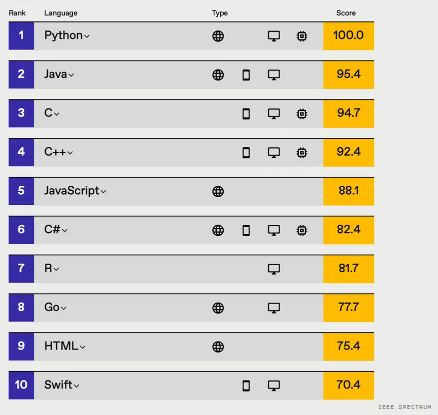 Rank Language Type Score
1 Python 100.0
2 Java 95.4
3 C 94.7
4 C++ 92.4
5 JavaScript 88.1
6 C# 82.4
7 R 81.7
8 Go 77.7
9 HTML 75.4
10 Swift 70.4
IEEE SPECTRUM